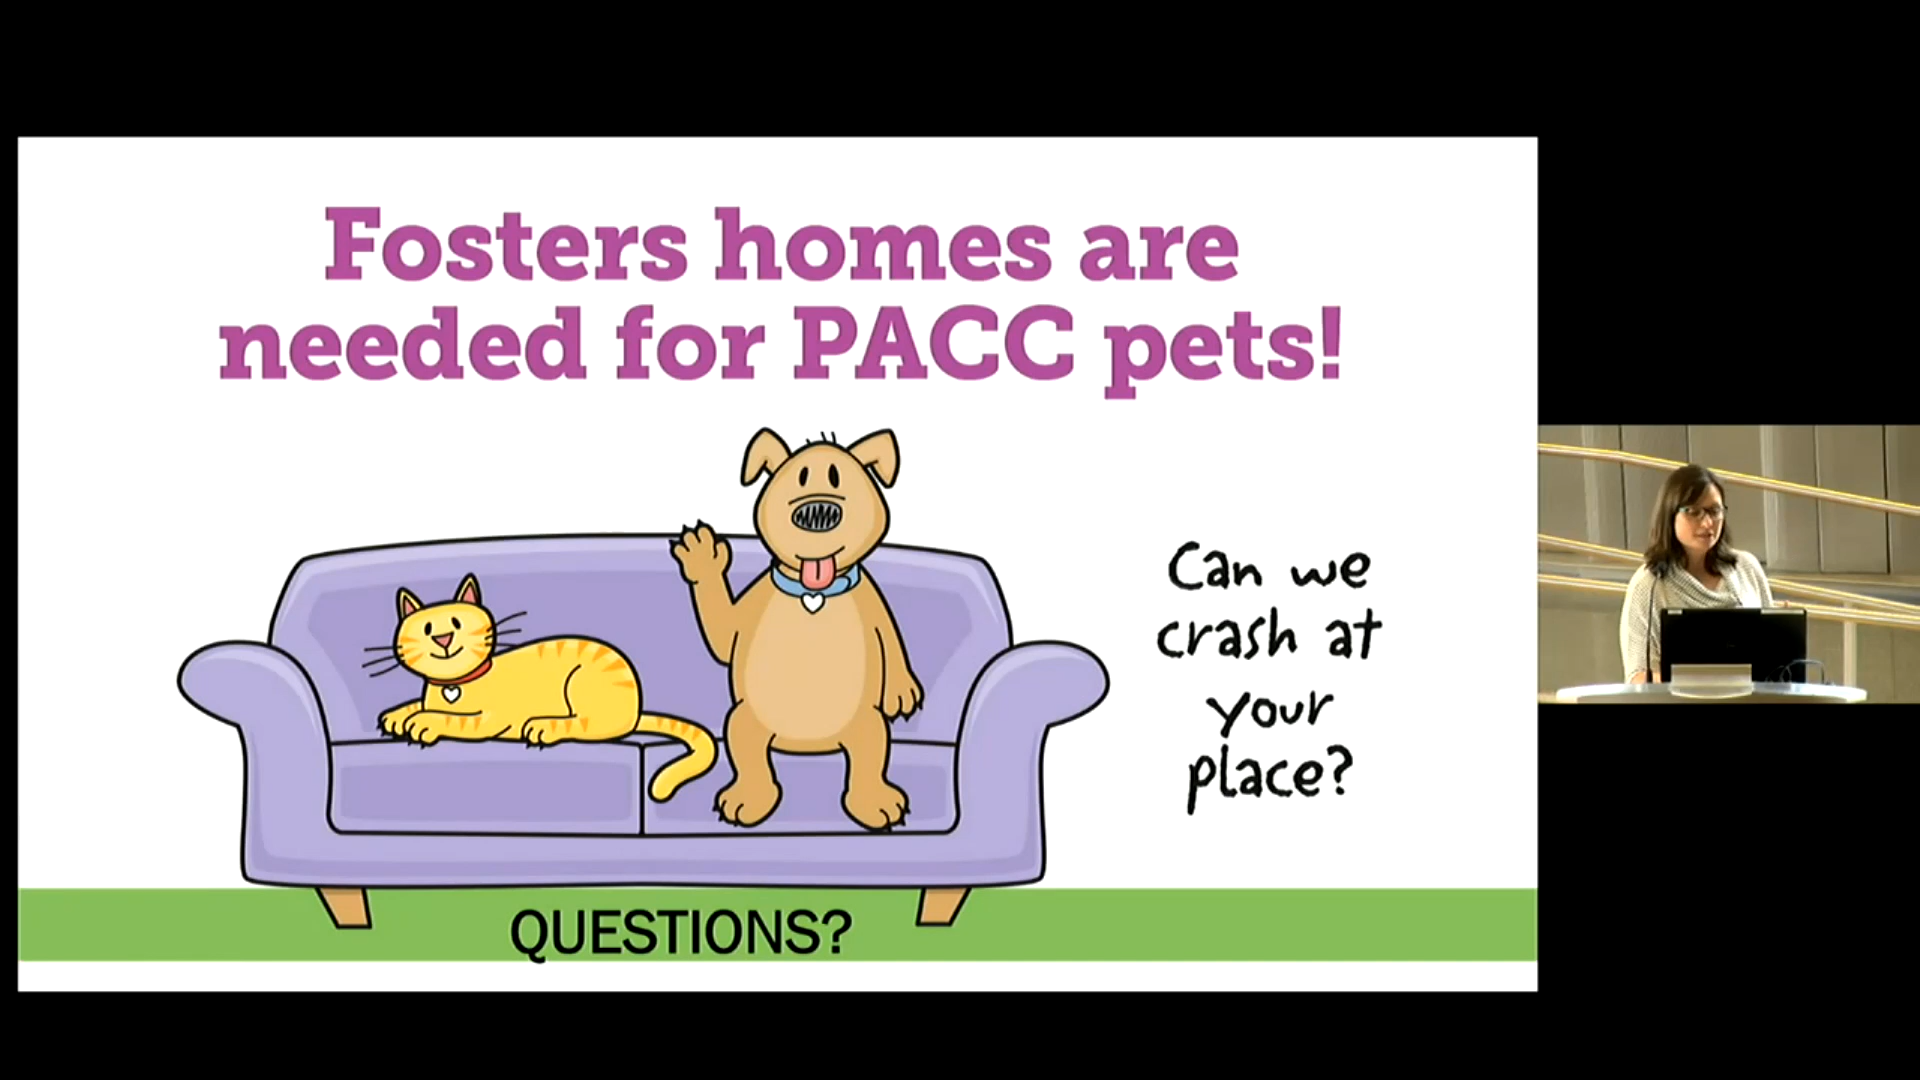 Fosters homes are
needed for PACC pets!
Can we
crash at
your
place?
QUESTIONS?